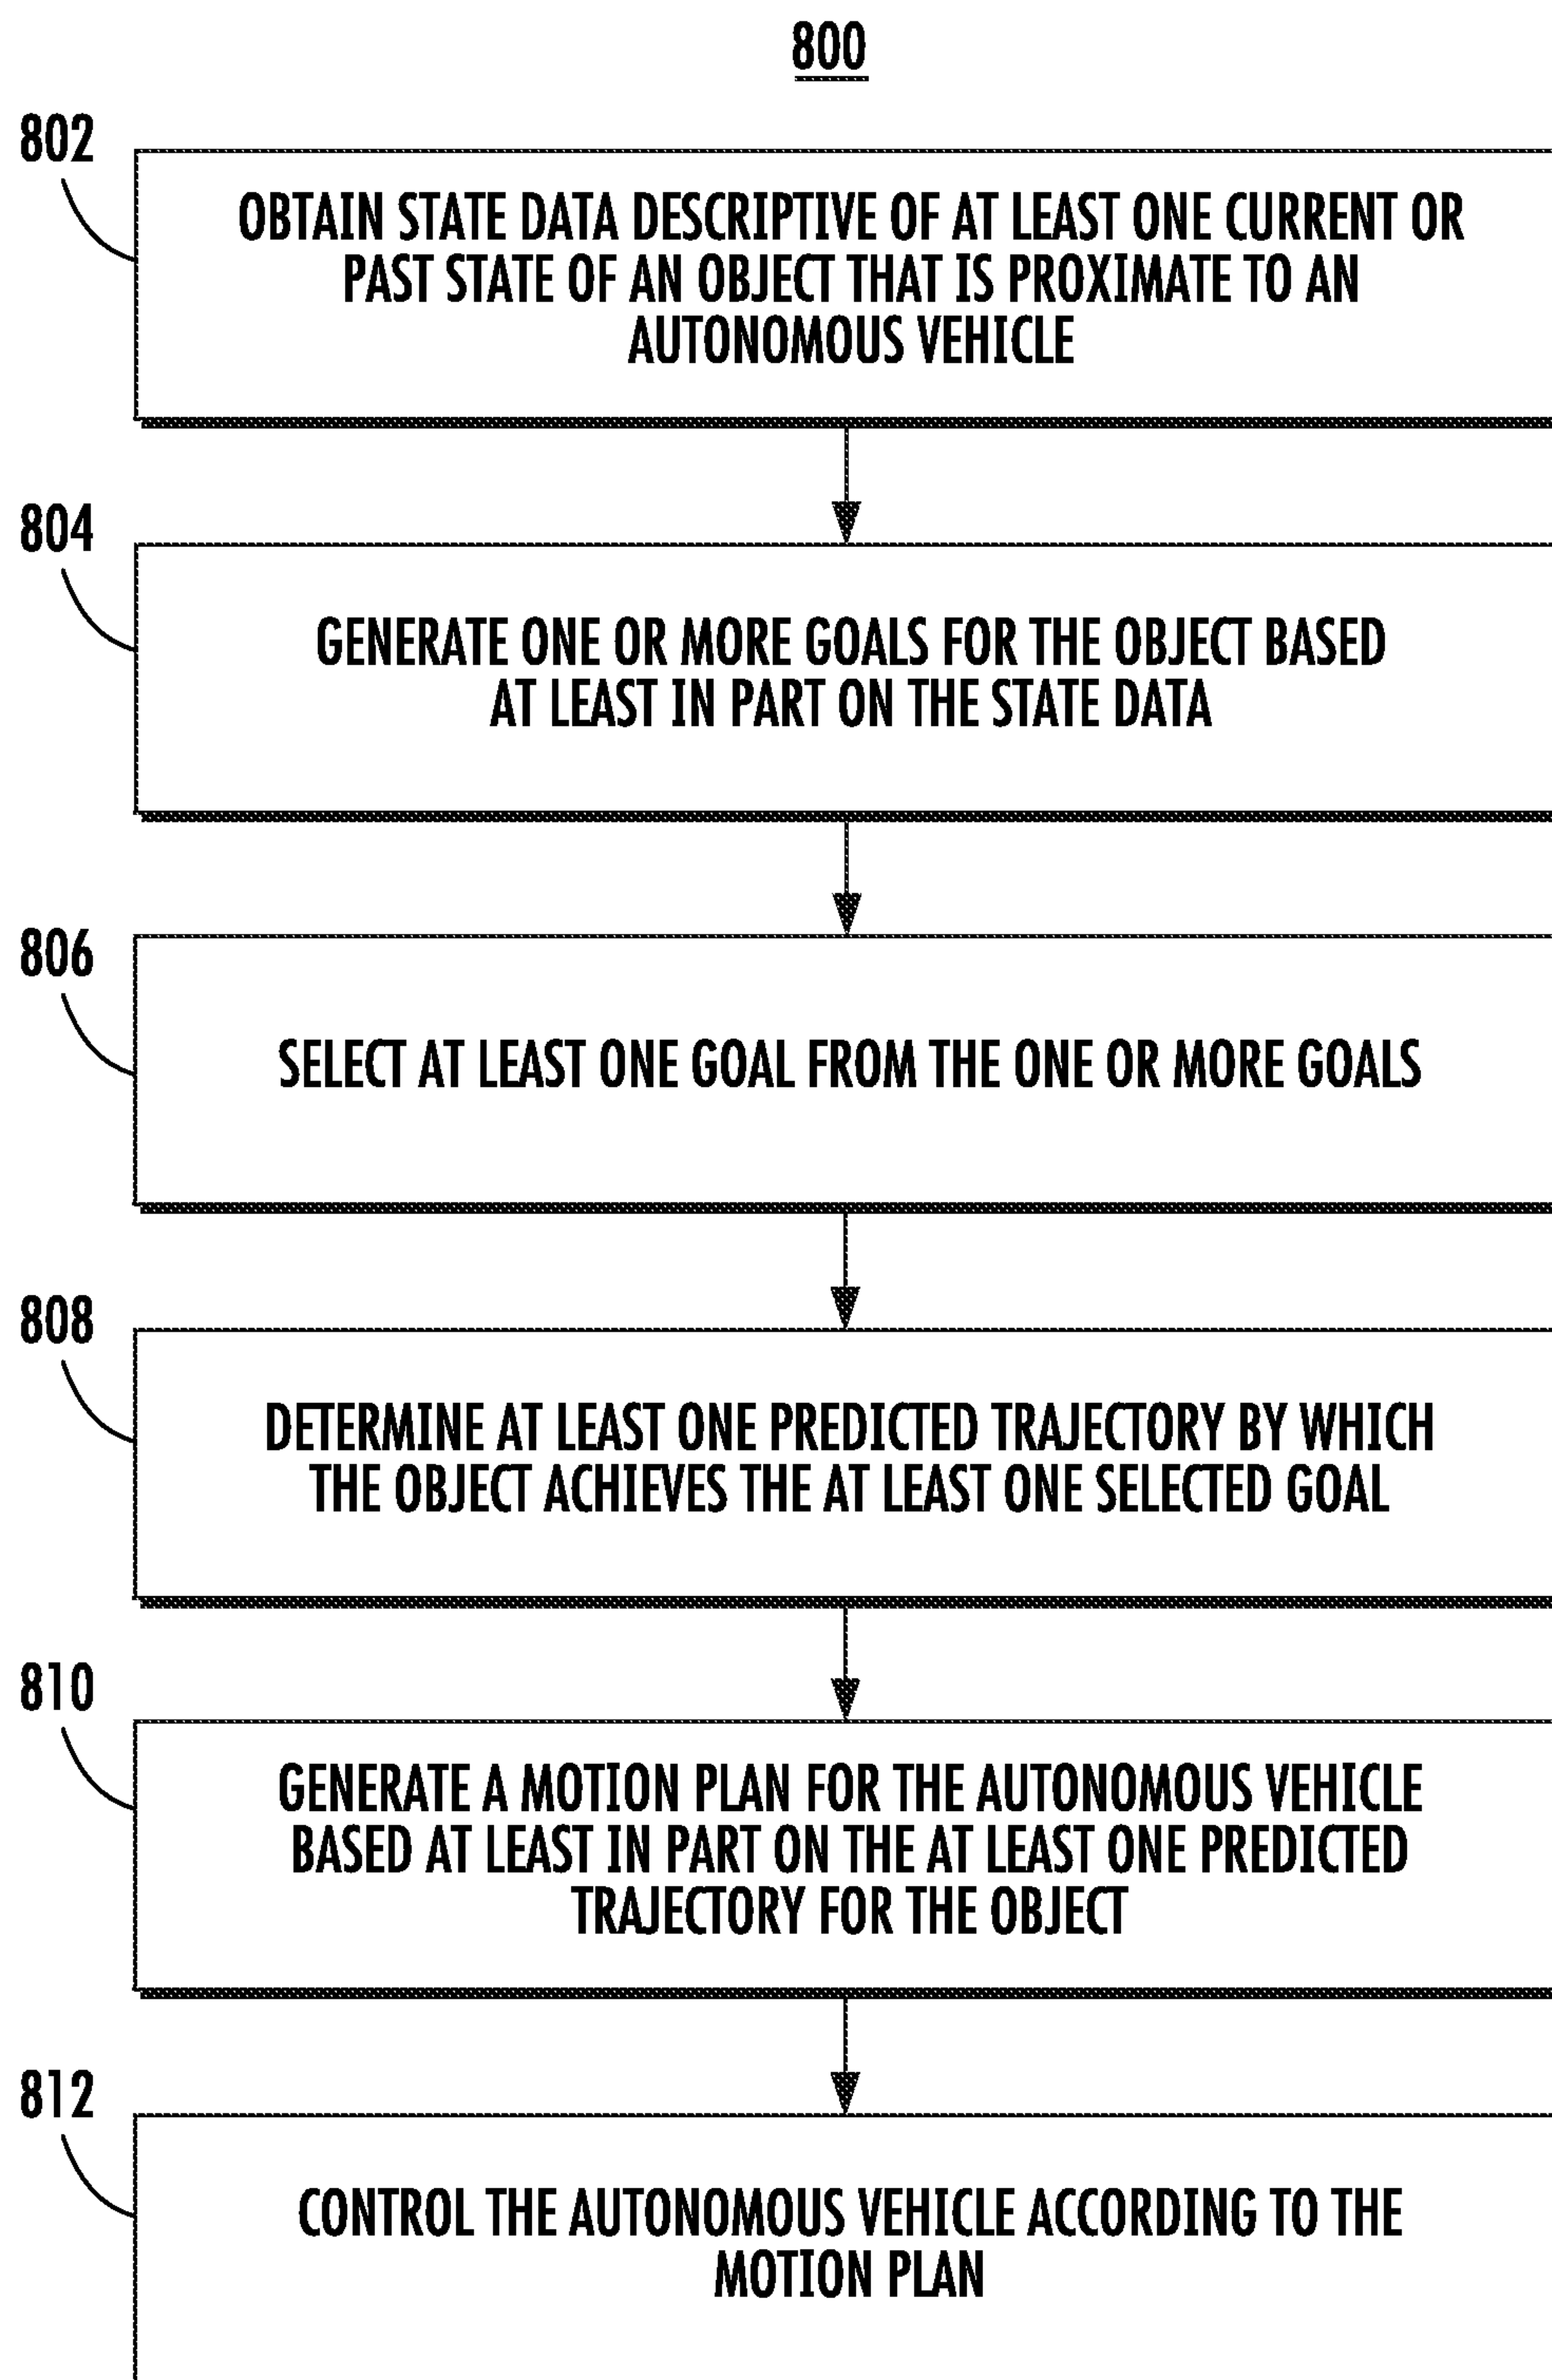 800
802
OBTAIN STATE DATA DESCRIPTIVE OF AT LEAST ONE CURRENT OR
PAST STATE OF AN OBJECT THAT IS PROXIMATE TO AN
AUTONOMOUS VEHICLE
804
GENERATE ONE OR MORE GOALS FOR THE OBJECT BASED
AT LEAST IN PART ON THE STATE DATA
806
SELECT AT LEAST ONE GOAL FROM THE ONE OR MORE GOALS
808
DETERMINE AT LEAST ONE PREDICTED TRAJECTORY BY WHICH
THE OBJECT ACHIEVES THE AT LEAST ONE SELECTED GOAL
810
GENERATE A MOTION PLAN FOR THE AUTONOMOUS VEHICLE
BASED AT LEAST IN PART ON THE AT LEAST ONE PREDICTED
TRAJECTORY FOR THE OBJECT
812
CONTROL THE AUTONOMOUS VEHICLE ACCORDING TO THE
MOTION PLAN